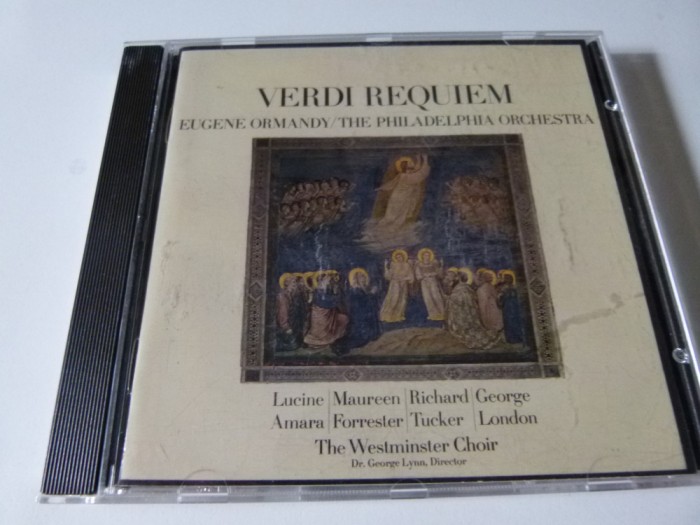 VERDI REQUIEM
EUGENE ORMANDY/THE PHILADELPHIA ORCHESTRA
Lucine | Maureen | Richard | George
Amara | Forrester | Tucker | London
The Westminster Choir
Dr. George Lynn, Director